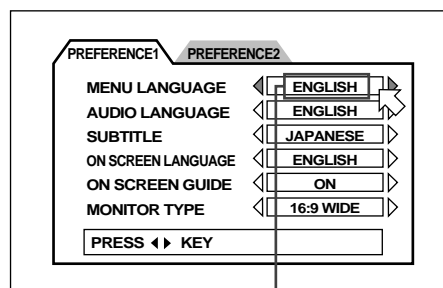 PREFERENCE1 PREFERENCE2
MENU LANGUAGE ENGLISH
AUDIO LANGUAGE ENGLISH
SUBTITLE JAPANESE
ON SCREEN LANGUAGE ENGLISH
ON SCREEN GUIDE ON
MONITOR TYPE 16:9 WIDE
PRESS KEY